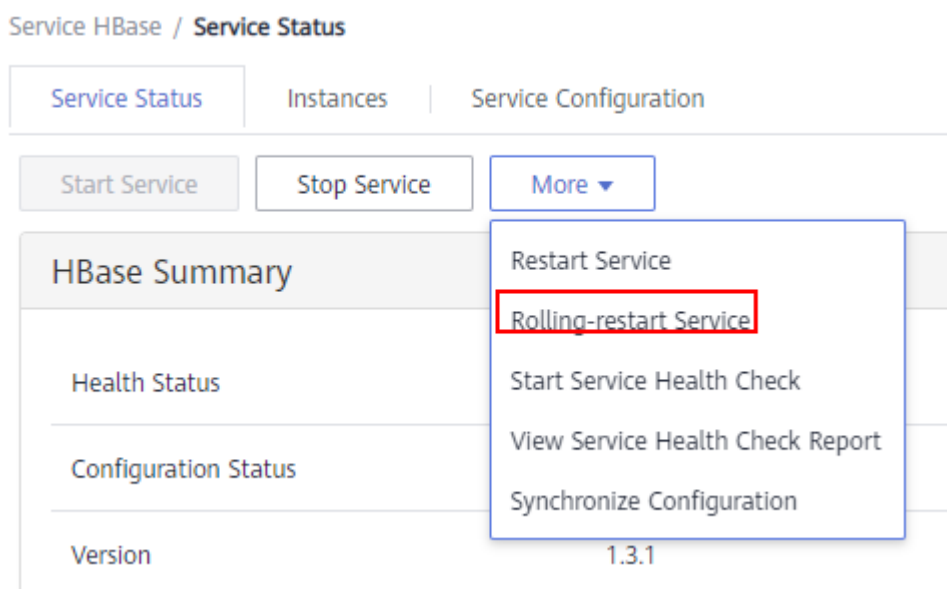 Service HBase / Service Status
Service Status Instances Service Configuration
Start Service Stop Service More
HBase Summary
Restart Service
Rolling-restart Service
Health Status
Start Service Health Check
View Service Health Check Report
Configuration Status
Synchronize Configuration
Version 1.3.1